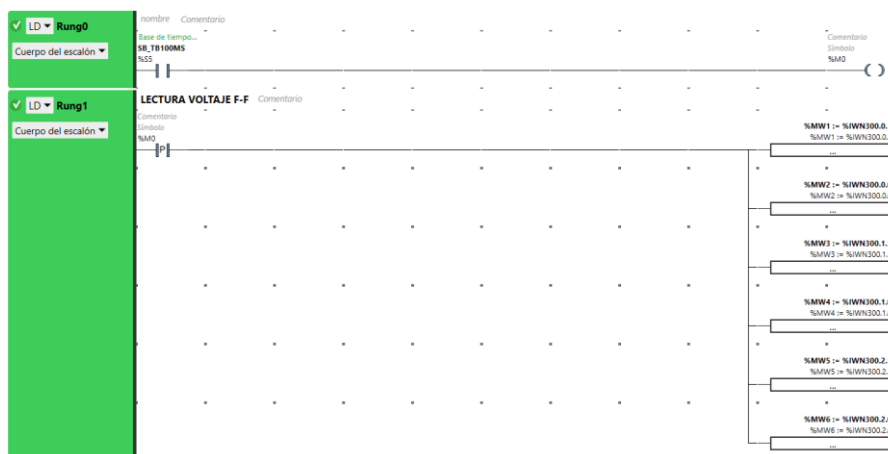 LD Rung0
Cuerpo del escalón
nombre Comentario
Base de tiempo...
SB_TB100MS
%S5
Comentario
Símbolo
%M0
LD Rung1
Cuerpo del escalón
LECTURA VOLTAJE F-F Comentario
Comentario
Símbolo
%M0
P
%MW1 := %IWN300.0.
%MW1 := %IWN300.0.
...
%MW2 := %IWN300.0.
%MW2 := %IWN300.0.
...
%MW3 := %IWN300.1.
%MW3 := %IWN300.1.
...
%MW4 := %IWN300.1.
%MW4 := %IWN300.1.
...
%MW5 := %IWN300.2.
%MW5 := %IWN300.2.
...
%MW6 := %IWN300.2.
%MW6 := %IWN300.2.
...